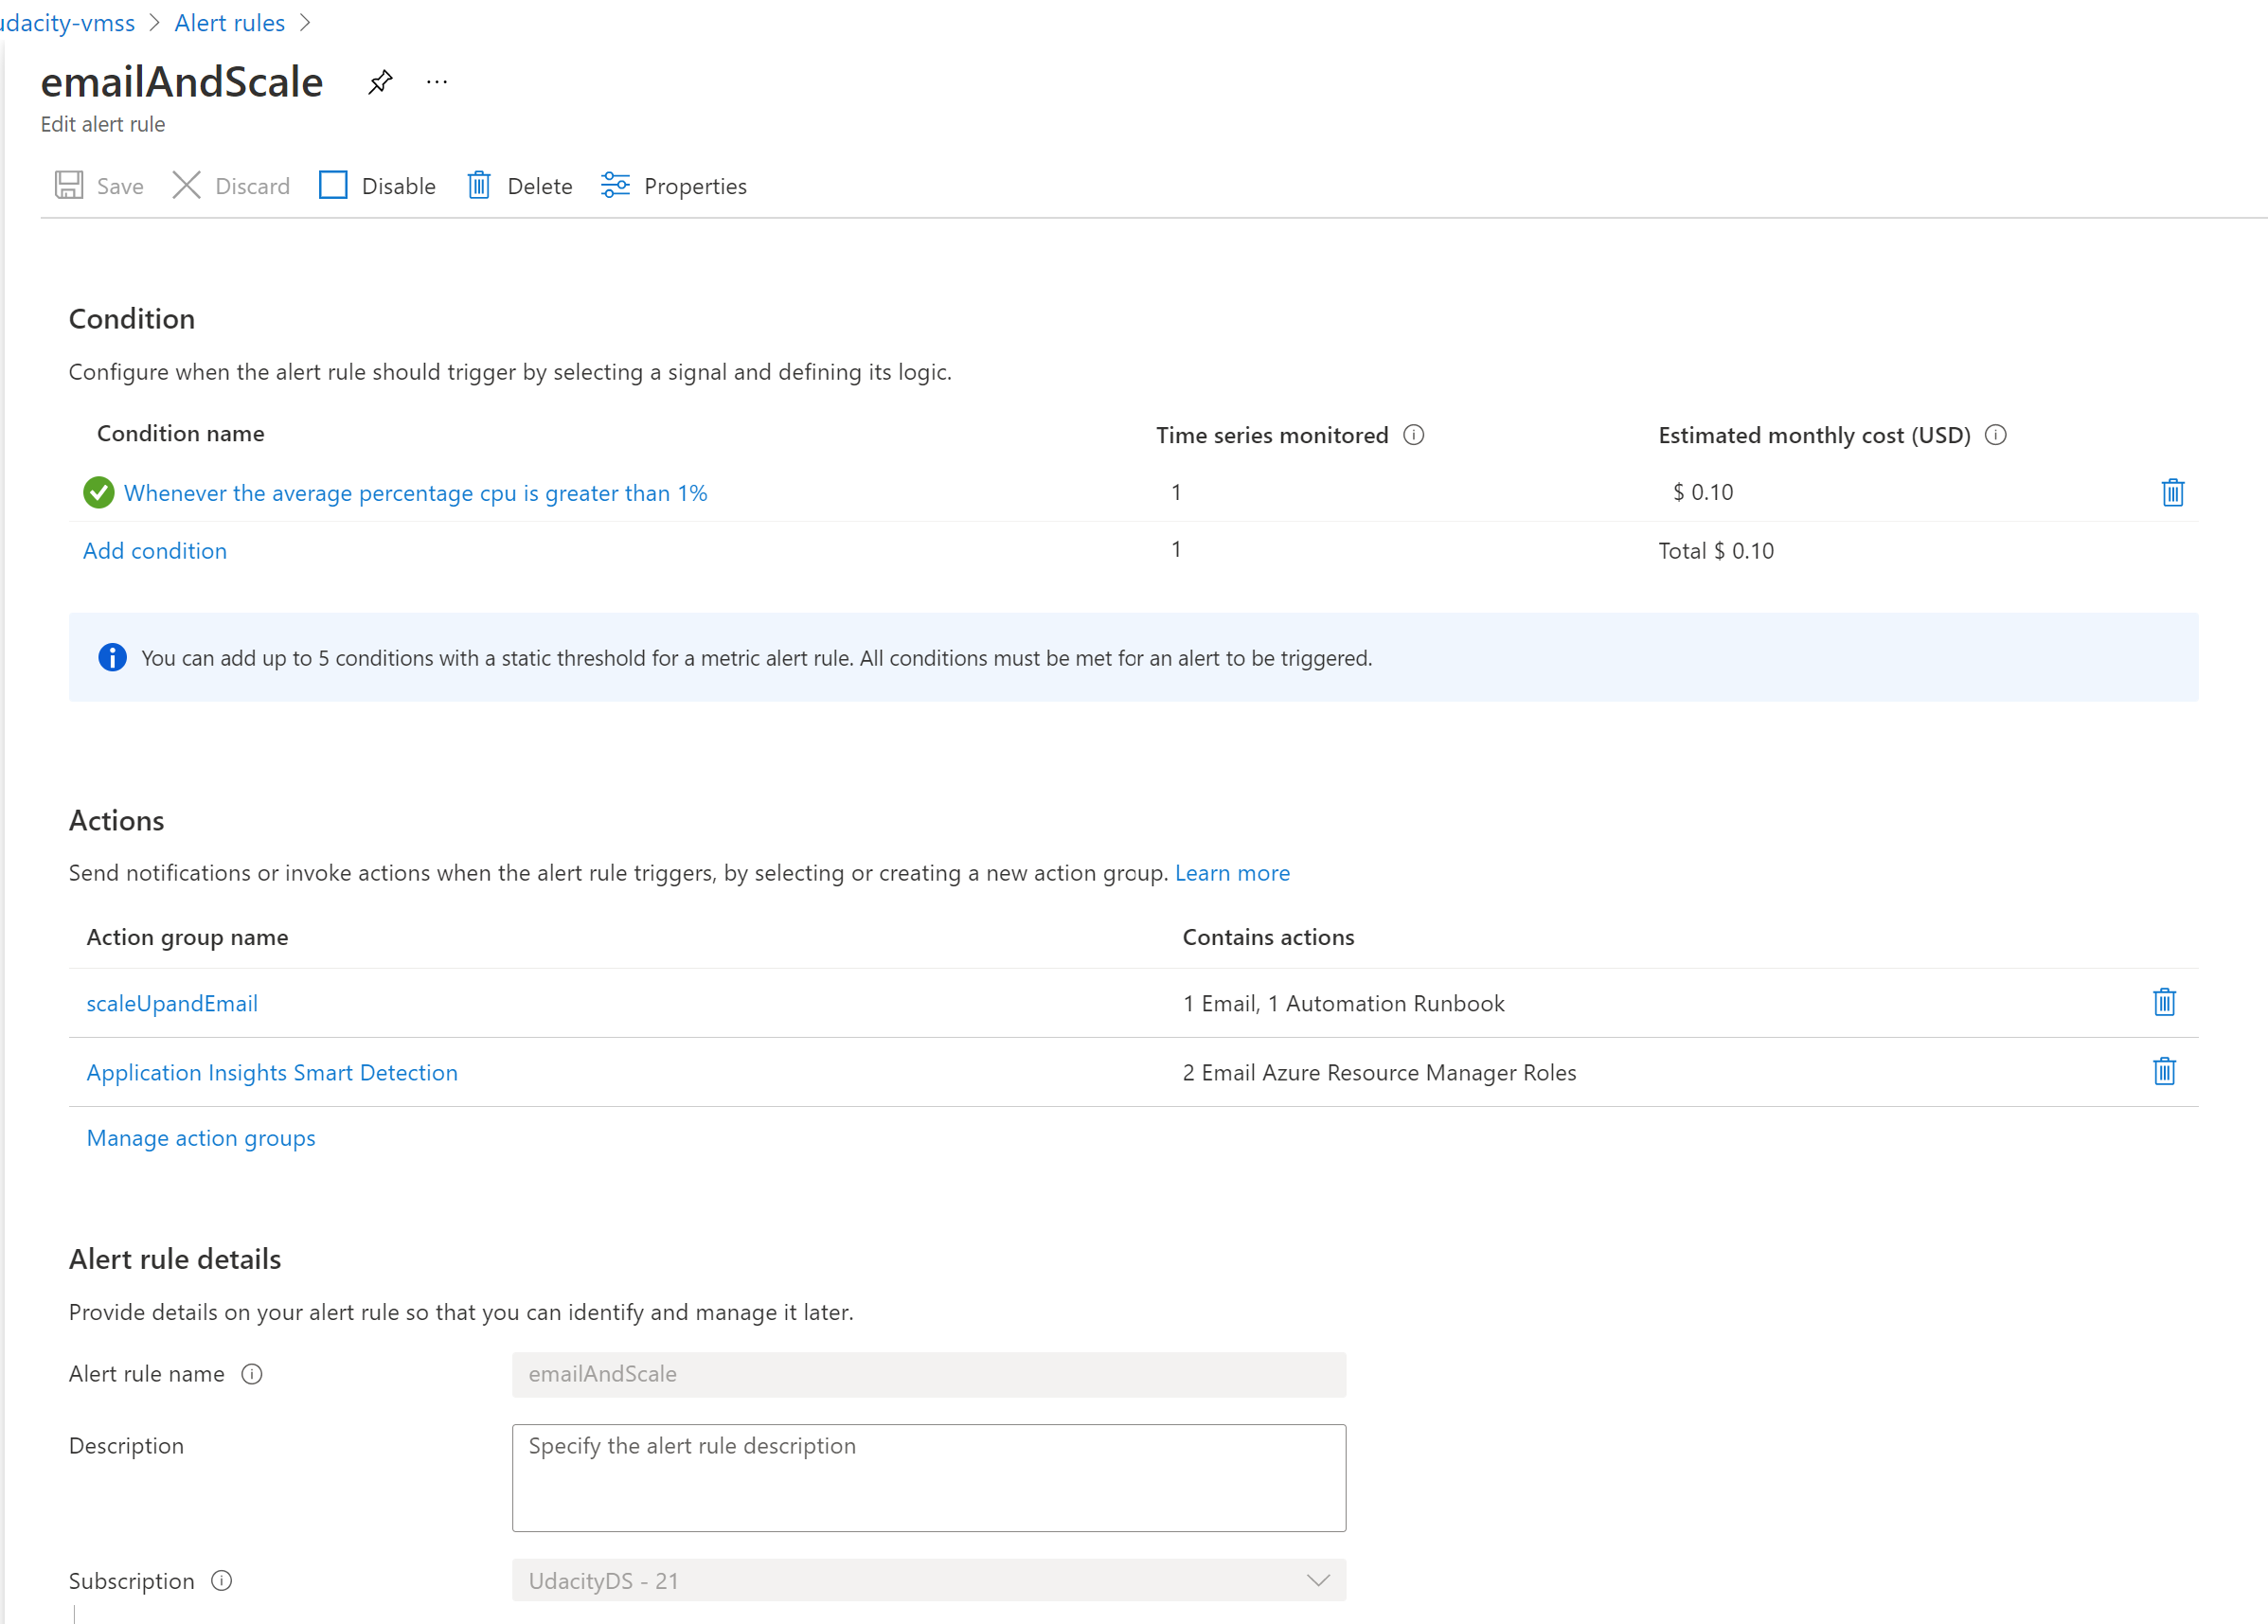 udacity-vmss > Alert rules >
emailAndScale ...
Edit alert rule
Save Discard Disable Delete Properties
Condition
Configure when the alert rule should trigger by selecting a signal and defining its logic.
Condition name Time series monitored Estimated monthly cost (USD)
Whenever the average percentage cpu is greater than 1% 1 $ 0.10
Add condition 1 Total $ 0.10
You can add up to 5 conditions with a static threshold for a metric alert rule. All conditions must be met for an alert to be triggered.
Actions
Send notifications or invoke actions when the alert rule triggers, by selecting or creating a new action group. Learn more
Action group name Contains actions
scaleUpandEmail 1 Email, 1 Automation Runbook
Application Insights Smart Detection 2 Email Azure Resource Manager Roles
Manage action groups
Alert rule details
Provide details on your alert rule so that you can identify and manage it later.
Alert rule name emailAndScale
Description Specify the alert rule description
Subscription UdacityDS - 21